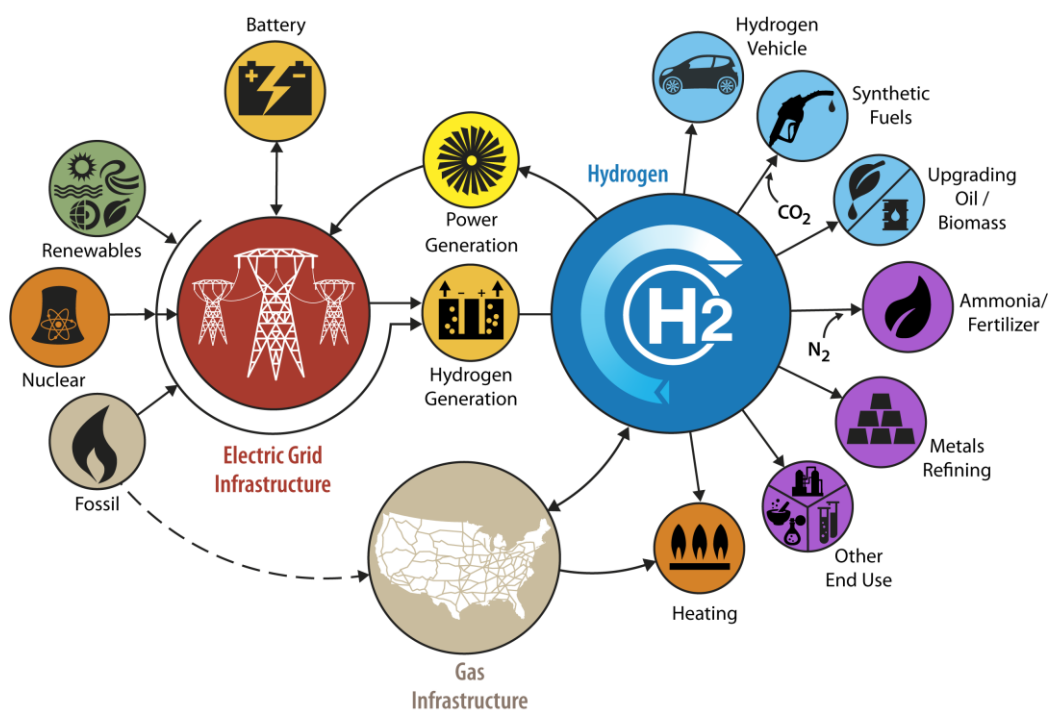 Battery
Hydrogen
Vehicle
Synthetic
Fuels
Renewables
Power
Generation
Hydrogen
CO2
Upgrading
Oil /
Biomass
Nuclear
Hydrogen
Generation
H2
N2
Ammonia/
Fertilizer
Fossil
Electric Grid
Infrastructure
Metals
Refining
Gas
Infrastructure
Heating
Other
End Use